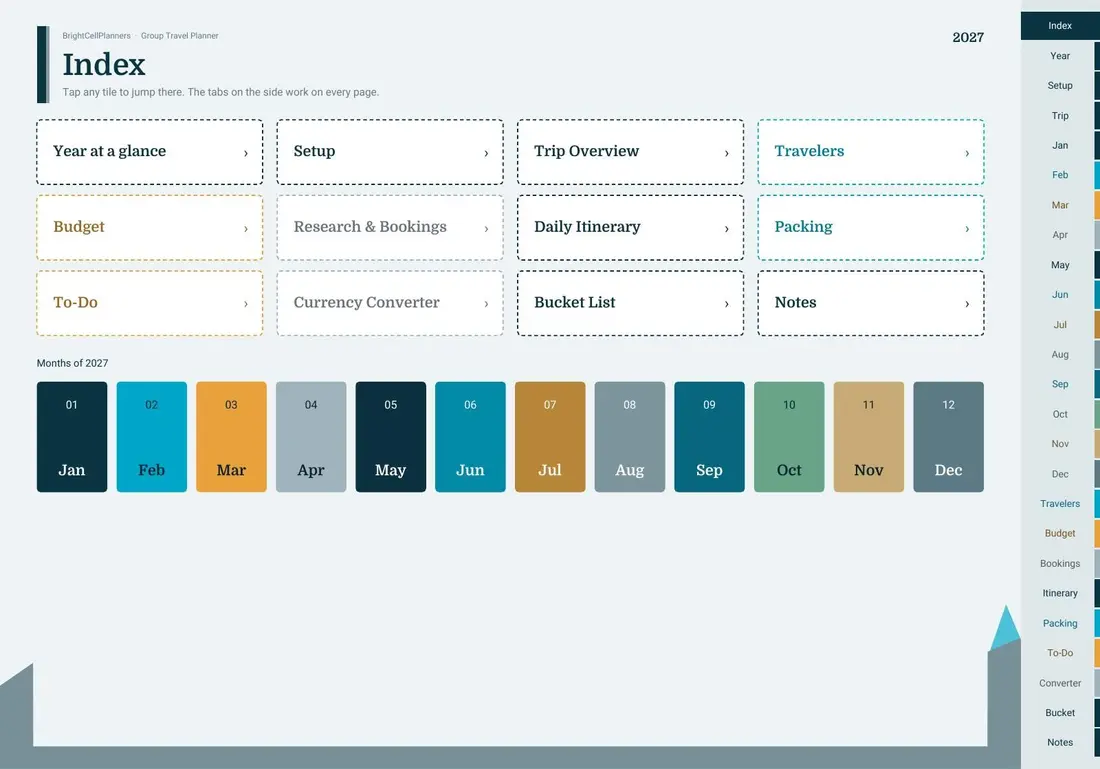 BrightCellPlanners · Group Travel Planner
2027
Index
Tap any tile to jump there. The tabs on the side work on every page.
Year at a glance ›
Setup ›
Trip Overview ›
Travelers ›
Budget ›
Research & Bookings ›
Daily Itinerary ›
Packing ›
To-Do ›
Currency Converter ›
Bucket List ›
Notes ›
Months of 2027
01
Jan
02
Feb
03
Mar
04
Apr
05
May
06
Jun
07
Jul
08
Aug
09
Sep
10
Oct
11
Nov
12
Dec
Index
Year
Setup
Trip
Jan
Feb
Mar
Apr
May
Jun
Jul
Aug
Sep
Oct
Nov
Dec
Travelers
Budget
Bookings
Itinerary
Packing
To-Do
Converter
Bucket
Notes